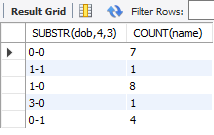 Result Grid Filter Rows:
SUBSTR(dob,4,3) COUNT(name)
0-0 7
1-1 1
1-0 8
3-0 1
0-1 4